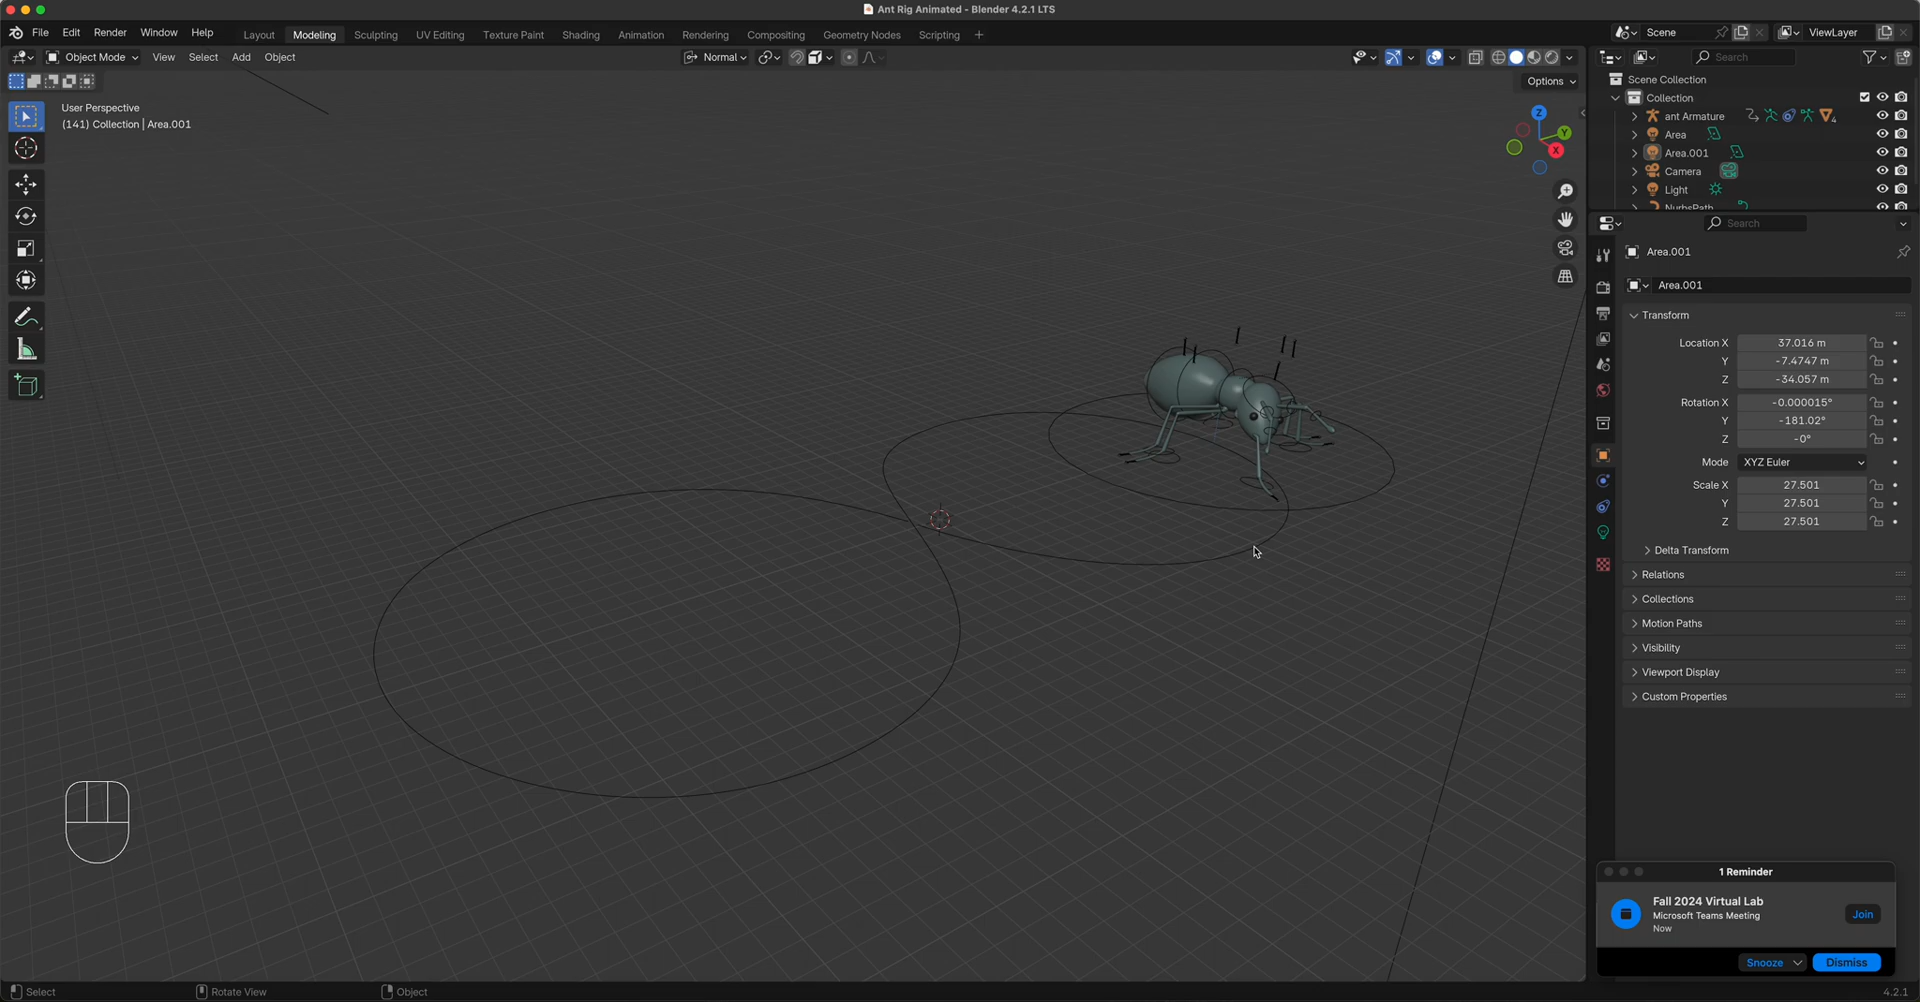 Ant Rig Animated - Blender 4.2.1 LTS
File Edit Render Window Help
Layout Modeling Sculpting UV Editing Texture Paint Shading Animation Rendering Compositing Geometry Nodes Scripting +
Scene ViewLayer
Object Mode View Select Add Object
Normal
Search
Options
User Perspective
(141) Collection | Area.001
Z
Y
X
Scene Collection
Collection
ant Armature
4
Area
Area.001
Camera
Light
NurbsPath
Search
Area.001
Area.001
Transform
Location X 37.016 m
Y -7.4747 m
Z -34.057 m
Rotation X -0.000015°
Y -181.02°
Z -0°
Mode XYZ Euler
Scale X 27.501
Y 27.501
Z 27.501
Delta Transform
Relations
Collections
Motion Paths
Visibility
Viewport Display
Custom Properties
1 Reminder
Fall 2024 Virtual Lab
Microsoft Teams Meeting
Now
Join
Snooze Dismiss
Select Rotate View Object 4.2.1